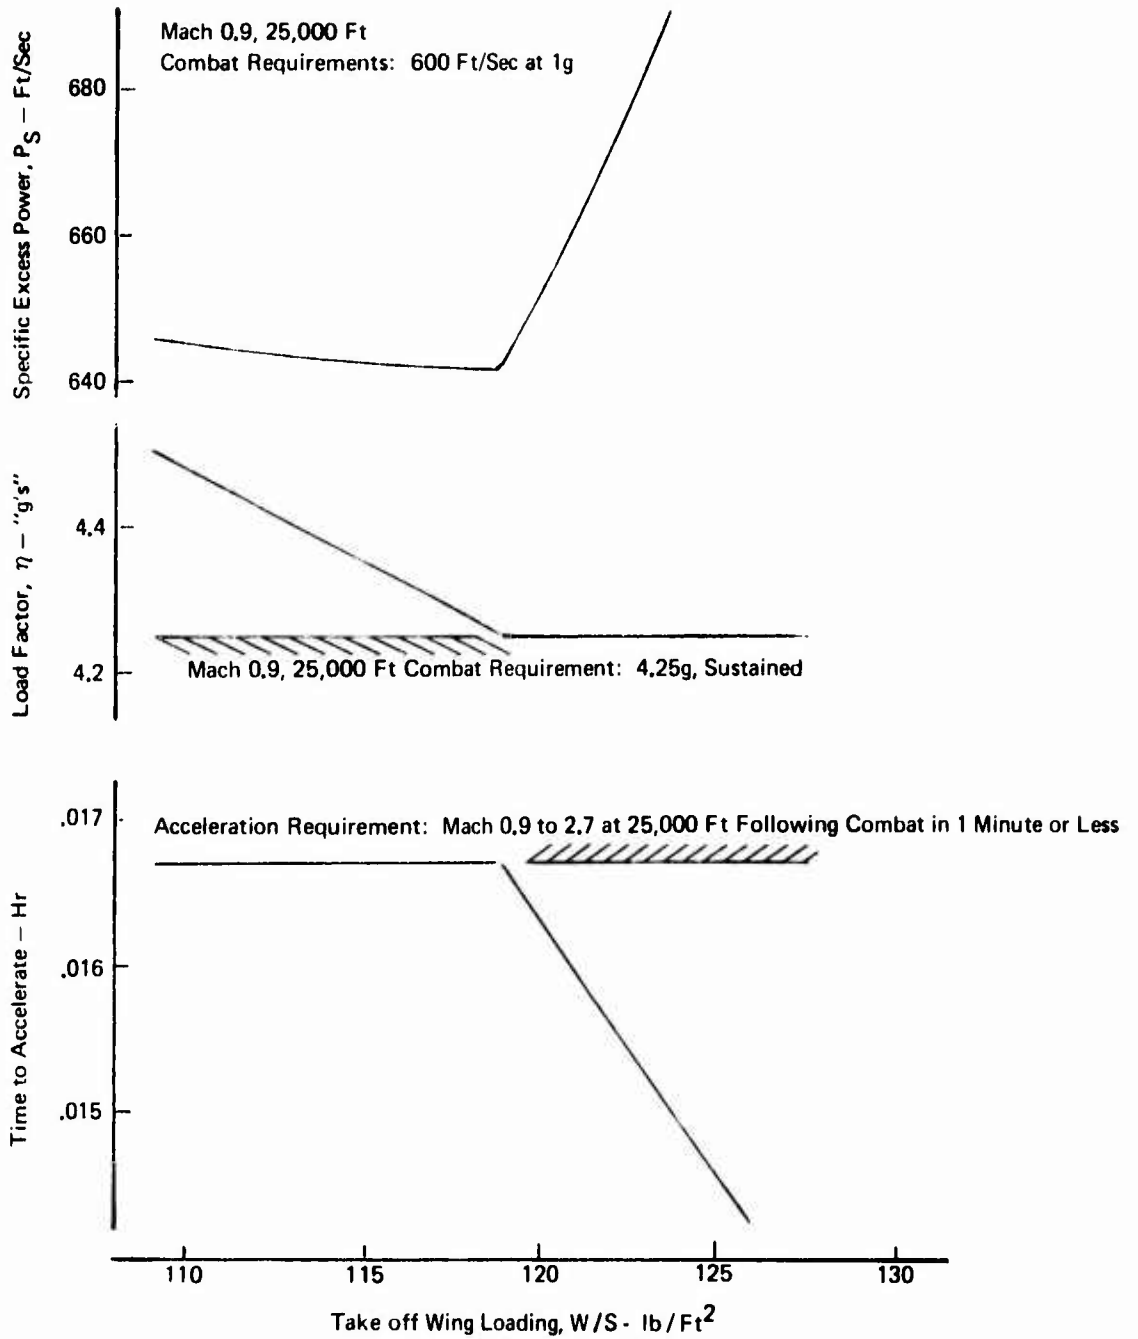 Mach 0.9, 25,000 Ft
Combat Requirements: 600 Ft/Sec at 1g
Specific Excess Power, PS – Ft/Sec
680
660
640
Load Factor, η – "g's"
4.4
4.2
Mach 0.9, 25,000 Ft Combat Requirement: 4.25g, Sustained
Time to Accelerate – Hr
.017
Acceleration Requirement: Mach 0.9 to 2.7 at 25,000 Ft Following Combat in 1 Minute or Less
.016
.015
110 115 120 125 130
Take off Wing Loading, W/S - lb/Ft2